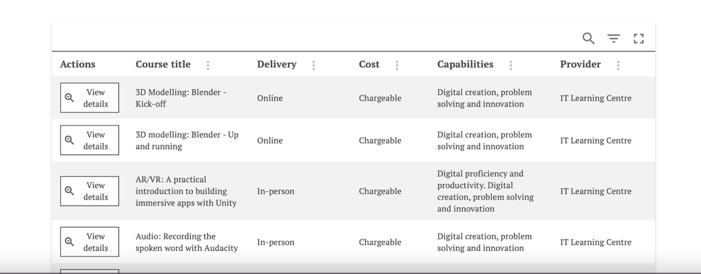 Actions Course title Delivery Cost Capabilities Provider
View details
3D Modelling: Blender -
Kick-off
Online
Chargeable
Digital creation, problem
solving and innovation
IT Learning Centre
View details
3D modelling: Blender - Up
and running
Online
Chargeable
Digital creation, problem
solving and innovation
IT Learning Centre
View details
AR/VR: A practical
introduction to building
immersive apps with Unity
In-person
Chargeable
Digital proficiency and
productivity. Digital
creation, problem solving
and innovation
IT Learning Centre
View details
Audio: Recording the
spoken word with Audacity
In-person
Chargeable
Digital creation, problem
solving and innovation
IT Learning Centre